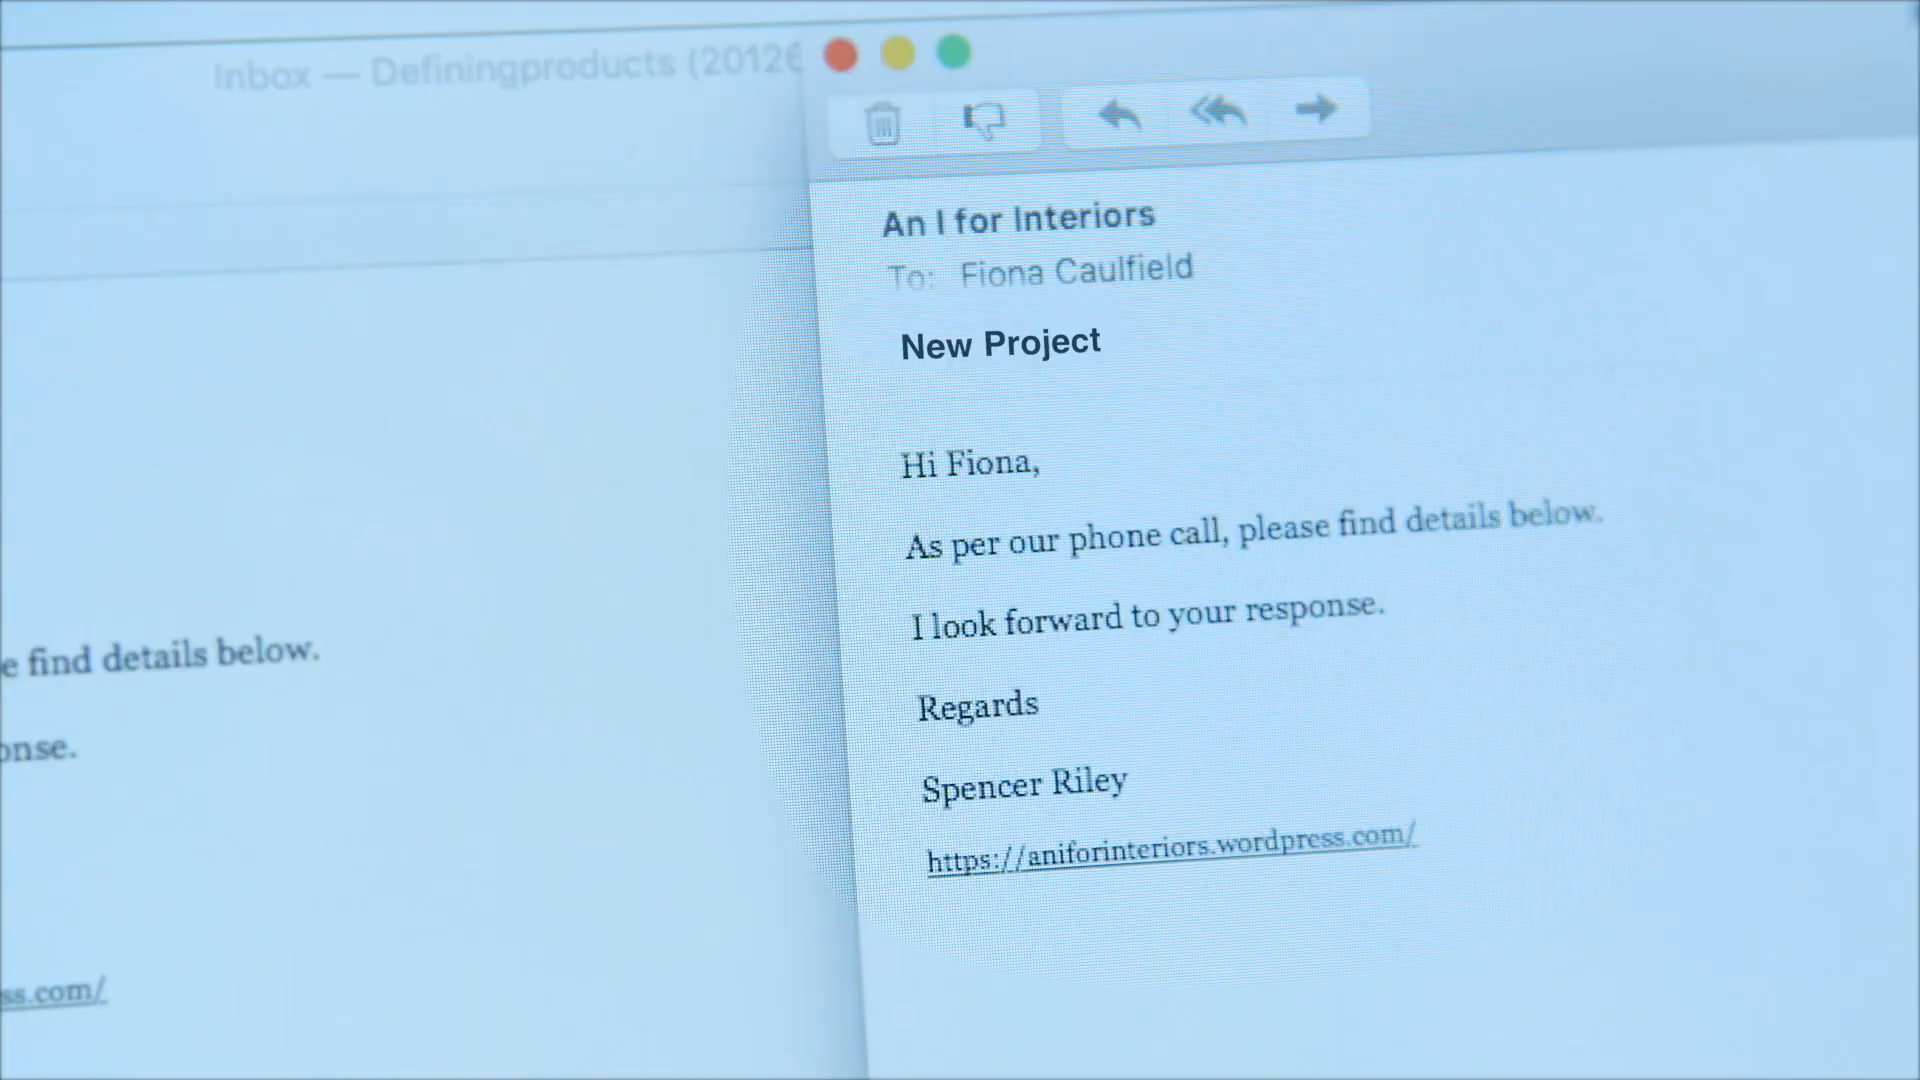 Inbox — Definingproducts (2012
An I for Interiors
To: Fiona Caulfield
New Project
Hi Fiona,
As per our phone call, please find details below.
I look forward to your response.
Regards
Spencer Riley
https://aniforinteriors.wordpress.com/
e find details below.
onse.
ss.com/